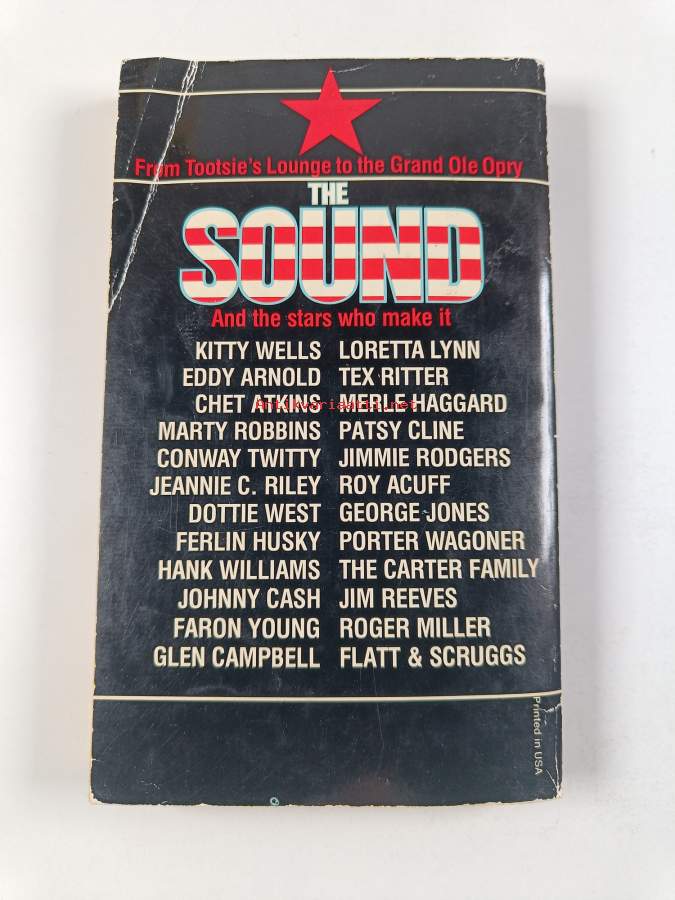 From Tootsie's Lounge to the Grand Ole Opry
THE
SOUND
And the stars who make it
KITTY WELLS LORETTA LYNN
EDDY ARNOLD TEX RITTER
CHET ATKINS MERLE HAGGARD
Antikvariaatti.net
MARTY ROBBINS PATSY CLINE
CONWAY TWITTY JIMMIE RODGERS
JEANNIE C. RILEY ROY ACUFF
DOTTIE WEST GEORGE JONES
FERLIN HUSKY PORTER WAGONER
HANK WILLIAMS THE CARTER FAMILY
JOHNNY CASH JIM REEVES
FARON YOUNG ROGER MILLER
GLEN CAMPBELL FLATT & SCRUGGS
Printed in USA